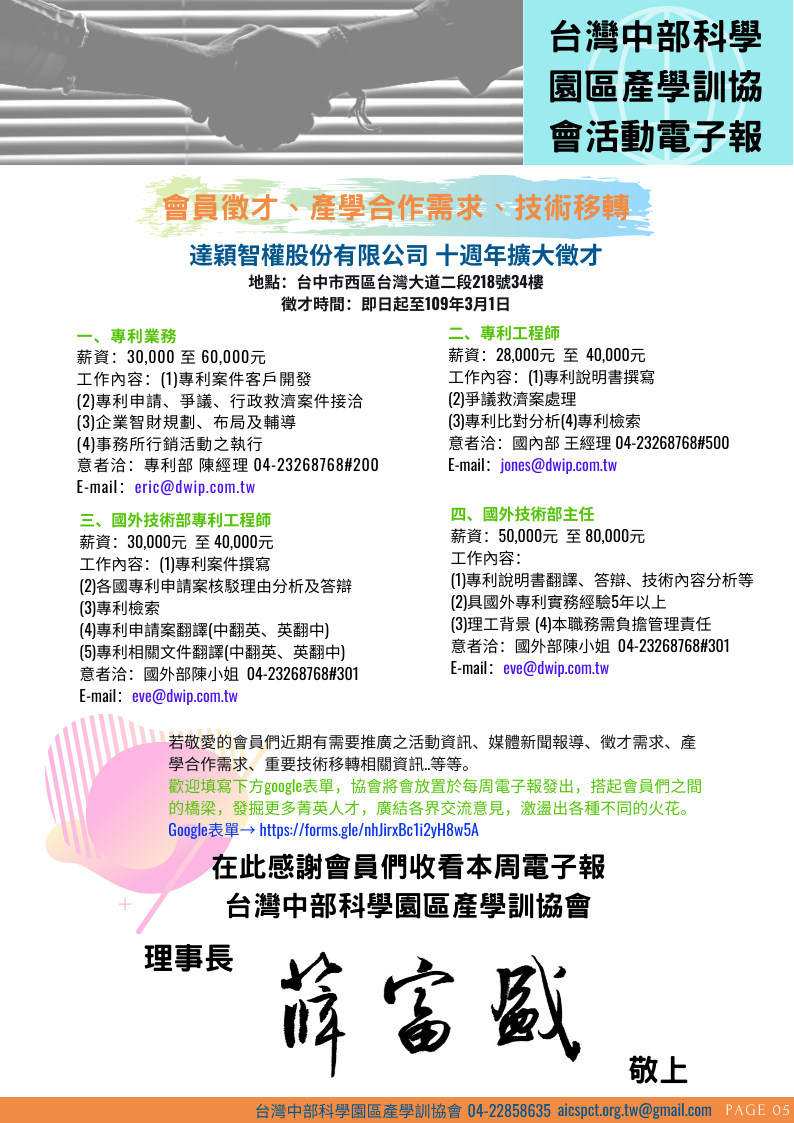 台灣中部科學
園區產學訓協
會活動電子報
會員徵才、產學合作需求、技術移轉
達穎智權股份有限公司 十週年擴大徵才
地點：台中市西區台灣大道二段218號34樓
徵才時間：即日起至109年3月1日
一、專利業務
薪資：30,000 至 60,000元
工作內容：(1)專利案件客戶開發
(2)專利申請、爭議、行政救濟案件接洽
(3)企業智財規劃、布局及輔導
(4)事務所行銷活動之執行
意者洽：專利部 陳經理 04-23268768#200
E-mail：eric@dwip.com.tw
二、專利工程師
薪資：28,000元 至 40,000元
工作內容：(1)專利說明書撰寫
(2)爭議救濟案處理
(3)專利比對分析(4)專利檢索
意者洽：國內部 王經理 04-23268768#500
E-mail：jones@dwip.com.tw
三、國外技術部專利工程師
薪資：30,000元 至 40,000元
工作內容：(1)專利案件撰寫
(2)各國專利申請案核駁理由分析及答辯
(3)專利檢索
(4)專利申請案翻譯(中翻英、英翻中)
(5)專利相關文件翻譯(中翻英、英翻中)
意者洽：國外部陳小姐 04-23268768#301
E-mail：eve@dwip.com.tw
四、國外技術部主任
薪資：50,000元 至 80,000元
工作內容：
(1)專利說明書翻譯、答辯、技術內容分析等
(2)具國外專利實務經驗5年以上
(3)理工背景 (4)本職務需負擔管理責任
意者洽：國外部陳小姐 04-23268768#301
E-mail：eve@dwip.com.tw
若敬愛的會員們近期有需要推廣之活動資訊、媒體新聞報導、徵才需求、產
學合作需求、重要技術移轉相關資訊..等等。
歡迎填寫下方google表單，協會將會放置於每周電子報發出，搭起會員們之間
的橋梁，發掘更多菁英人才，廣結各界交流意見，激盪出各種不同的火花。
Google表單→ https://forms.gle/nhJirxBc1i2yH8w5A
在此感謝會員們收看本周電子報
台灣中部科學園區產學訓協會
理事長
薛富盛
敬上
台灣中部科學園區產學訓協會 04-22858635 aicspct.org.tw@gmail.com PAGE 05